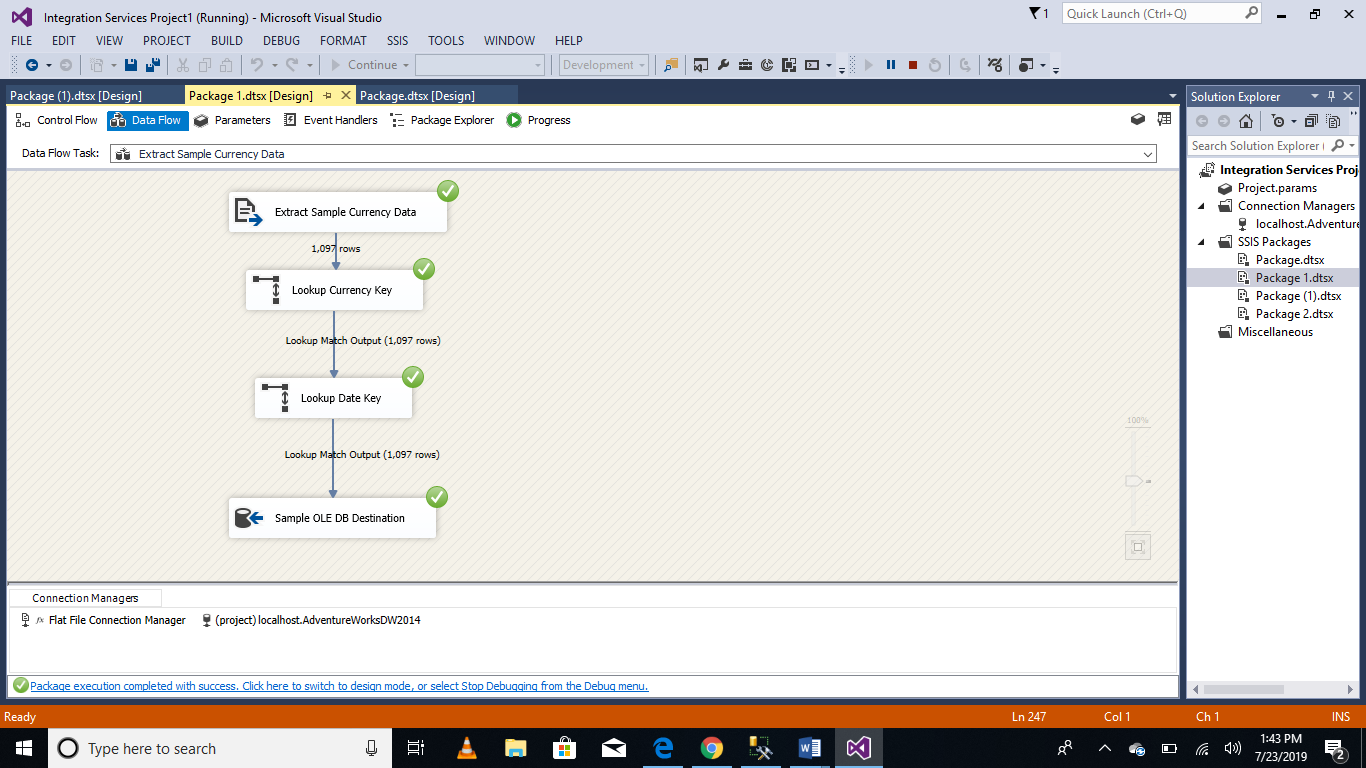 Integration Services Project1 (Running) - Microsoft Visual Studio
1
Quick Launch (Ctrl+Q)
FILE EDIT VIEW PROJECT BUILD DEBUG FORMAT SSIS TOOLS WINDOW HELP
Continue
Development
Package (1).dtsx [Design]
Package 1.dtsx [Design]
Package.dtsx [Design]
Control Flow
Data Flow
Parameters
Event Handlers
Package Explorer
Progress
Data Flow Task:
Extract Sample Currency Data
Extract Sample Currency Data
1,097 rows
Lookup Currency Key
Lookup Match Output (1,097 rows)
Lookup Date Key
Lookup Match Output (1,097 rows)
Sample OLE DB Destination
100%
Connection Managers
fx Flat File Connection Manager
(project) localhost.AdventureWorksDW2014
Package execution completed with success. Click here to switch to design mode, or select Stop Debugging from the Debug menu.
Solution Explorer
Search Solution Explorer (
Integration Services Proj
Project.params
Connection Managers
localhost.Adventure
SSIS Packages
Package.dtsx
Package 1.dtsx
Package (1).dtsx
Package 2.dtsx
Miscellaneous
Ready
Ln 247
Col 1
Ch 1
INS
Type here to search
1:43 PM
7/23/2019
2